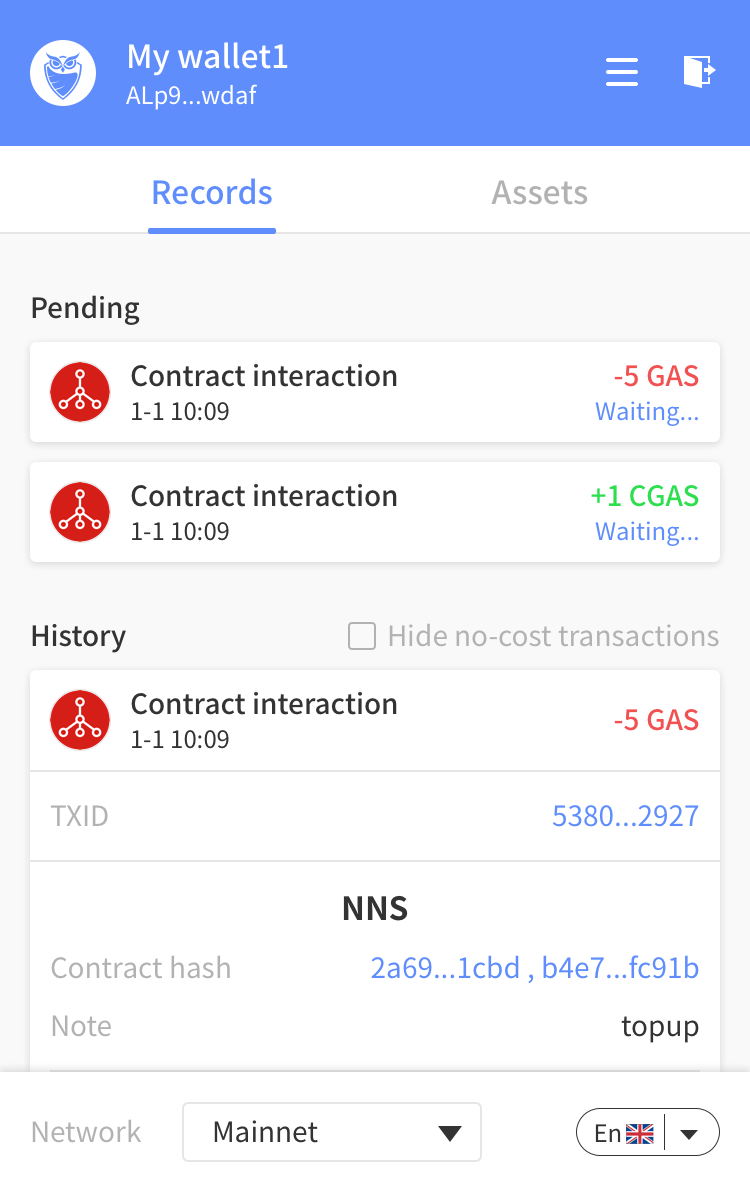 My wallet1
ALp9...wdaf
Records Assets
Pending
Contract interaction -5 GAS
1-1 10:09 Waiting...
Contract interaction +1 CGAS
1-1 10:09 Waiting...
History Hide no-cost transactions
Contract interaction -5 GAS
1-1 10:09
TXID 5380...2927
NNS
Contract hash 2a69...1cbd , b4e7...fc91b
Note topup
Network Mainnet En